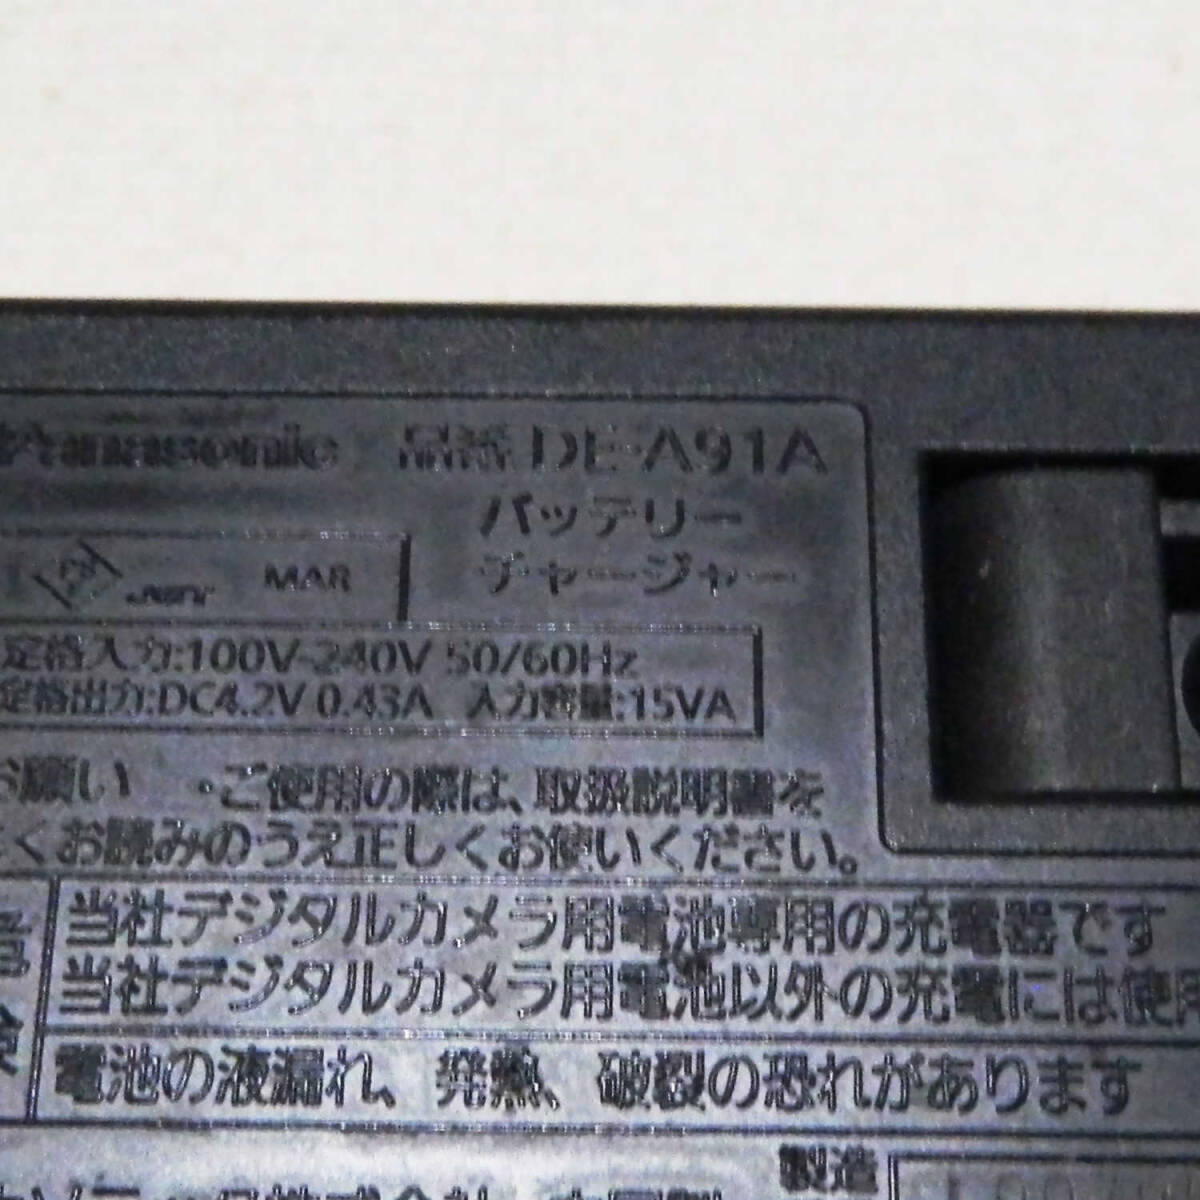 Panasonic 品番 DE-A91A
バッテリー
チャージャー
MAR
定格入力:100V-240V 50/60Hz
定格出力:DC4.2V 0.43A 入力容量:15VA
お願い ・ご使用の際は、取扱説明書を
くお読みのうえ正しくお使いください。
当社デジタルカメラ用電池専用の充電器です
当社デジタルカメラ用電池以外の充電には使用
電池の液漏れ、発熱、破裂の恐れがあります
製造